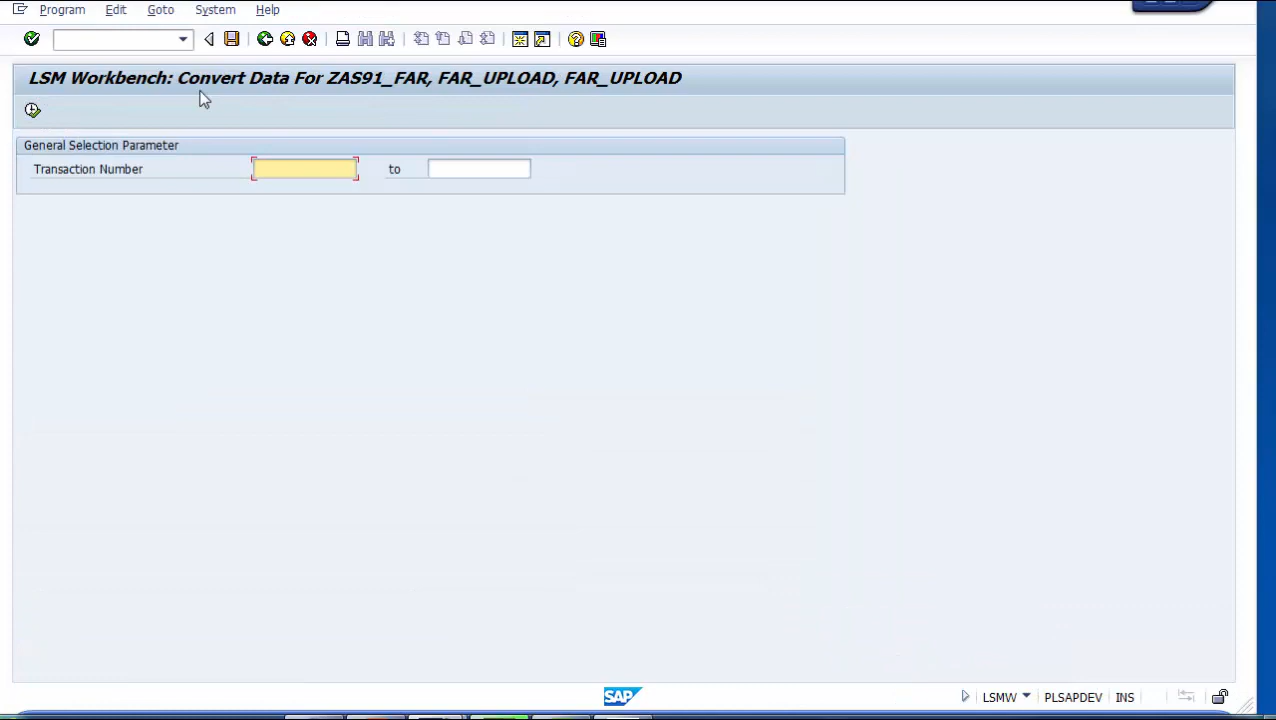 Program Edit Goto System Help
LSM Workbench: Convert Data For ZAS91_FAR, FAR_UPLOAD, FAR_UPLOAD
General Selection Parameter
Transaction Number to
SAP LSMW PLSAPDEV INS